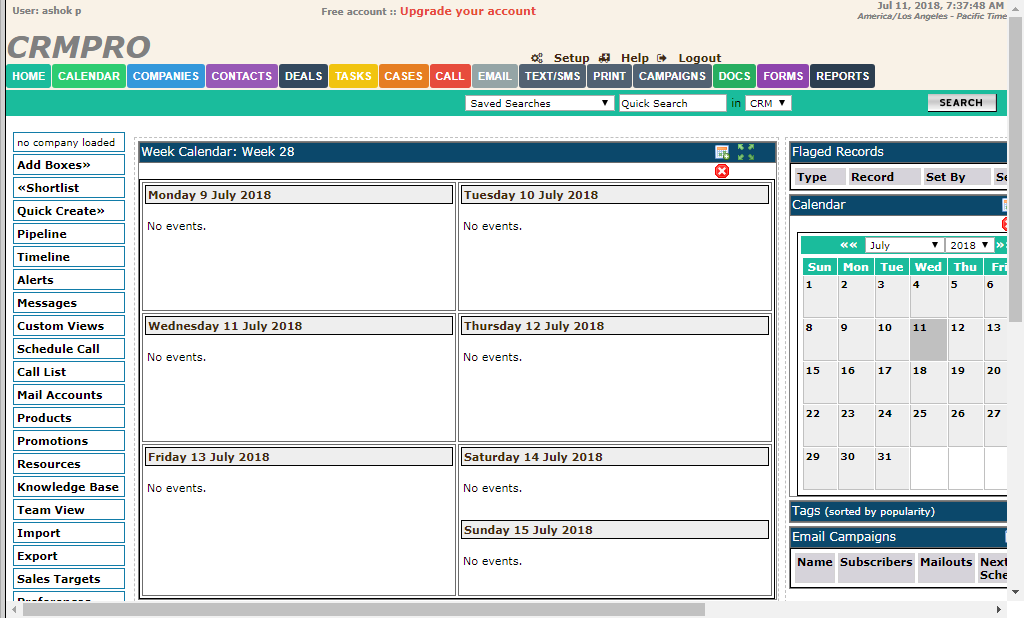 User: ashok p
Free account :: Upgrade your account
Jul 11, 2018, 7:37:48 AM
America/Los Angeles - Pacific Time
CRMPRO
Setup Help Logout
HOME CALENDAR COMPANIES CONTACTS DEALS TASKS CASES CALL EMAIL TEXT/SMS PRINT CAMPAIGNS DOCS FORMS REPORTS
Saved Searches Quick Search in CRM SEARCH
no company loaded
Add Boxes»
«Shortlist
Quick Create»
Pipeline
Timeline
Alerts
Messages
Custom Views
Schedule Call
Call List
Mail Accounts
Products
Promotions
Resources
Knowledge Base
Team View
Import
Export
Sales Targets
Preferences
Week Calendar: Week 28
Monday 9 July 2018
No events.
Tuesday 10 July 2018
No events.
Wednesday 11 July 2018
No events.
Thursday 12 July 2018
No events.
Friday 13 July 2018
No events.
Saturday 14 July 2018
No events.
Sunday 15 July 2018
No events.
Flaged Records
Type Record Set By
Calendar
«« July 2018 »
Sun Mon Tue Wed Thu Fri
1 2 3 4 5 6
8 9 10 11 12 13
15 16 17 18 19 20
22 23 24 25 26 27
29 30 31
Tags (sorted by popularity)
Email Campaigns
Name Subscribers Mailouts Next
Sche